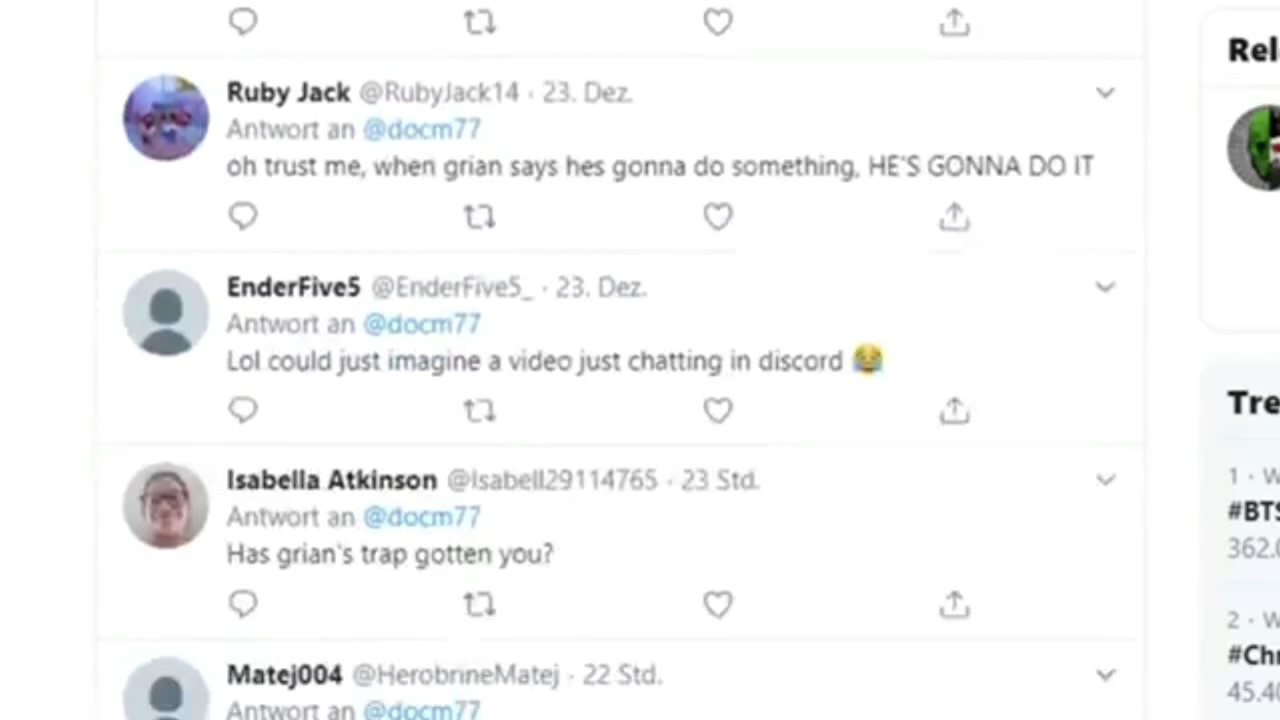 Ruby Jack @RubyJack14 · 23. Dez.
Antwort an @docm77
oh trust me, when grian says hes gonna do something, HE'S GONNA DO IT
EnderFive5 @EnderFive5_ · 23. Dez.
Antwort an @docm77
Lol could just imagine a video just chatting in discord 😂
Isabella Atkinson @Isabell29114765 · 23 Std.
Antwort an @docm77
Has grian's trap gotten you?
Matej004 @HerobrineMatej · 22 Std.
Antwort an @docm77
Rel
Tre
1 · W
#BTS
362.0
2 · W
#Chr
45.40